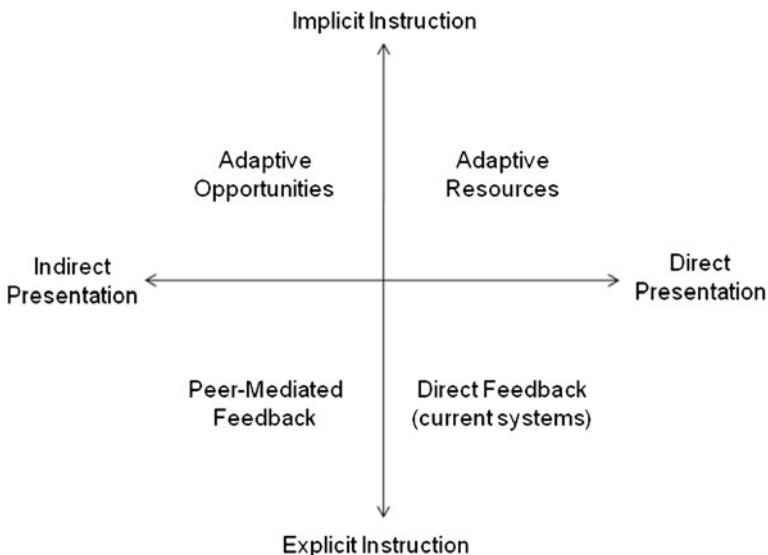 Implicit Instruction
Adaptive
Opportunities
Adaptive
Resources
Indirect
Presentation
Direct
Presentation
Peer-Mediated
Feedback
Direct Feedback
(current systems)
Explicit Instruction